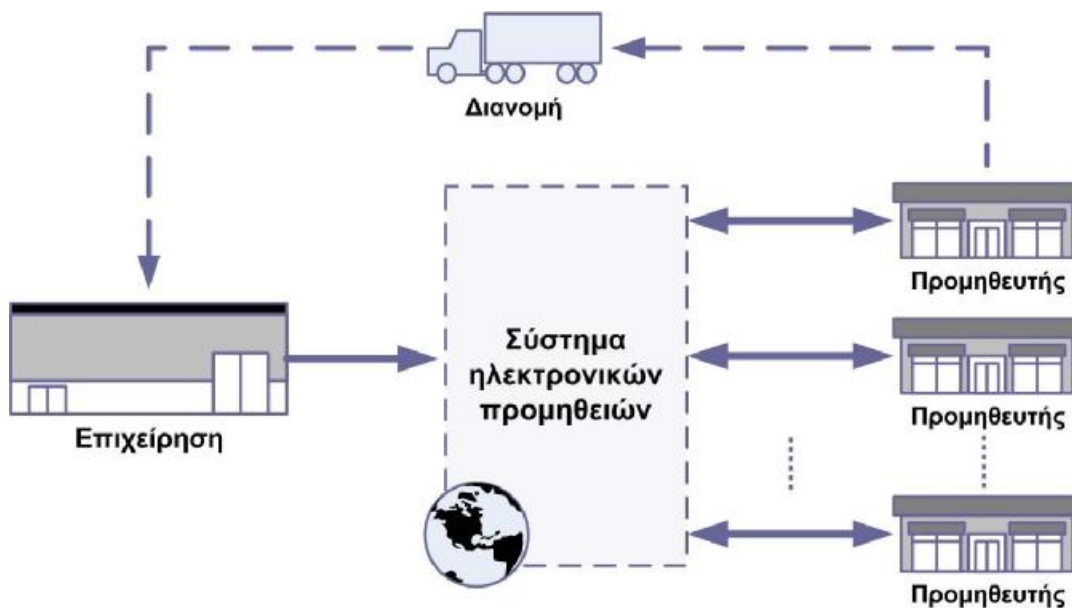 Διανομή
Προμηθευτής
Σύστημα
ηλεκτρονικών
προμηθειών
Προμηθευτής
Επιχείρηση
Προμηθευτής